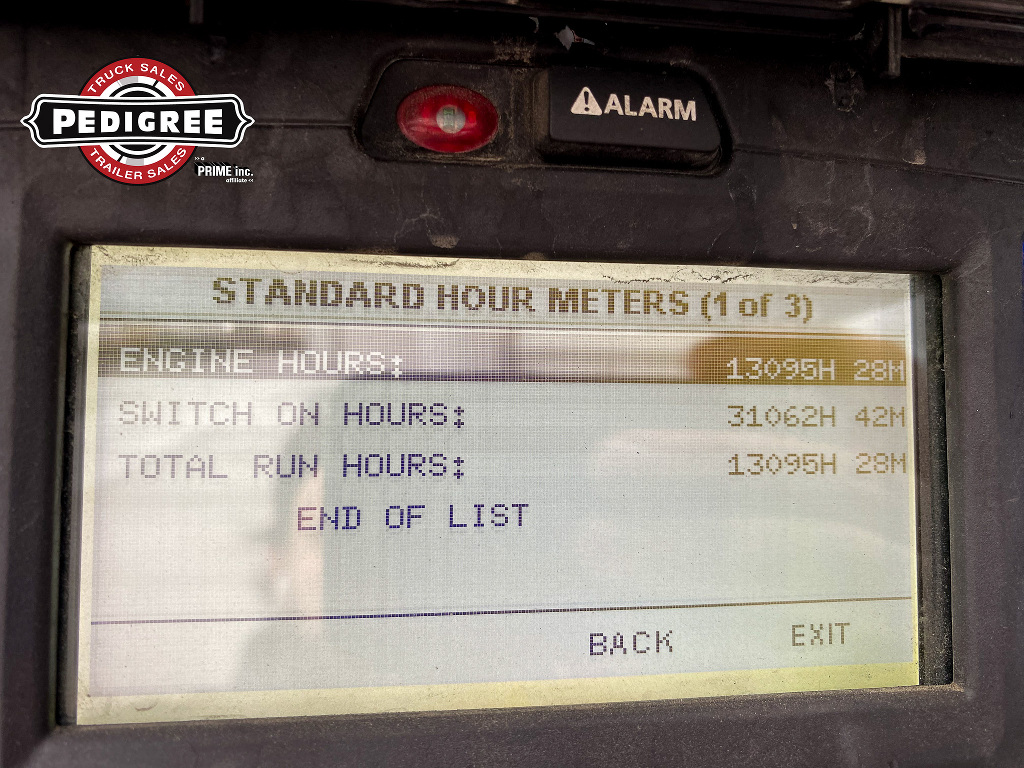 TRUCK SALES
PEDIGREE
TRAILER SALES
>> a
PRIME inc.
affiliate <<
ALARM
STANDARD HOUR METERS (1 of 3)
ENGINE HOURS: 13095H 28M
SWITCH ON HOURS: 31062H 42M
TOTAL RUN HOURS: 13095H 28M
END OF LIST
BACK EXIT